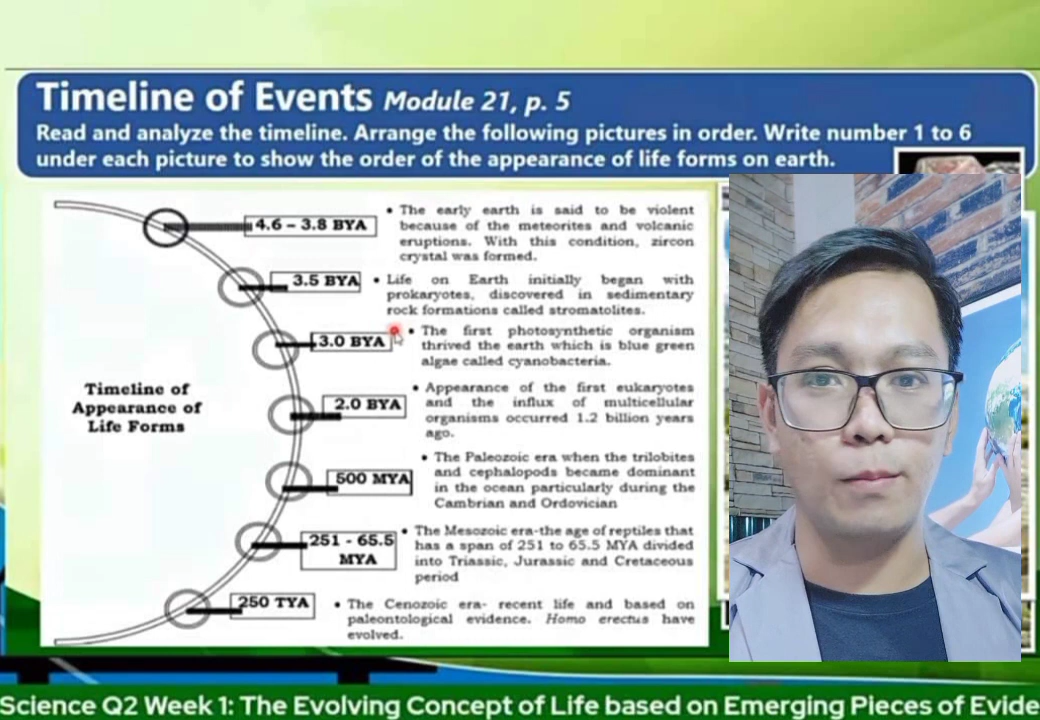 Timeline of Events Module 21, p. 5
Read and analyze the timeline. Arrange the following pictures in order. Write number 1 to 6
under each picture to show the order of the appearance of life forms on earth.
4.6 – 3.8 BYA
• The early earth is said to be violent
because of the meteorites and volcanic
eruptions. With this condition, zircon
crystal was formed.
3.5 BYA
• Life on Earth initially began with
prokaryotes, discovered in sedimentary
rock formations called stromatolites.
3.0 BYA
• The first photosynthetic organism
thrived the earth which is blue green
algae called cyanobacteria.
Timeline of
Appearance of
Life Forms
2.0 BYA
• Appearance of the first eukaryotes
and the influx of multicellular
organisms occurred 1.2 billion years
ago.
500 MYA
• The Paleozoic era when the trilobites
and cephalopods became dominant
in the ocean particularly during the
Cambrian and Ordovician
251 - 65.5
MYA
• The Mesozoic era-the age of reptiles that
has a span of 251 to 65.5 MYA divided
into Triassic, Jurassic and Cretaceous
period
250 TYA
• The Cenozoic era- recent life and based on
paleontological evidence. Homo erectus have
evolved.
Science Q2 Week 1: The Evolving Concept of Life based on Emerging Pieces of Evide